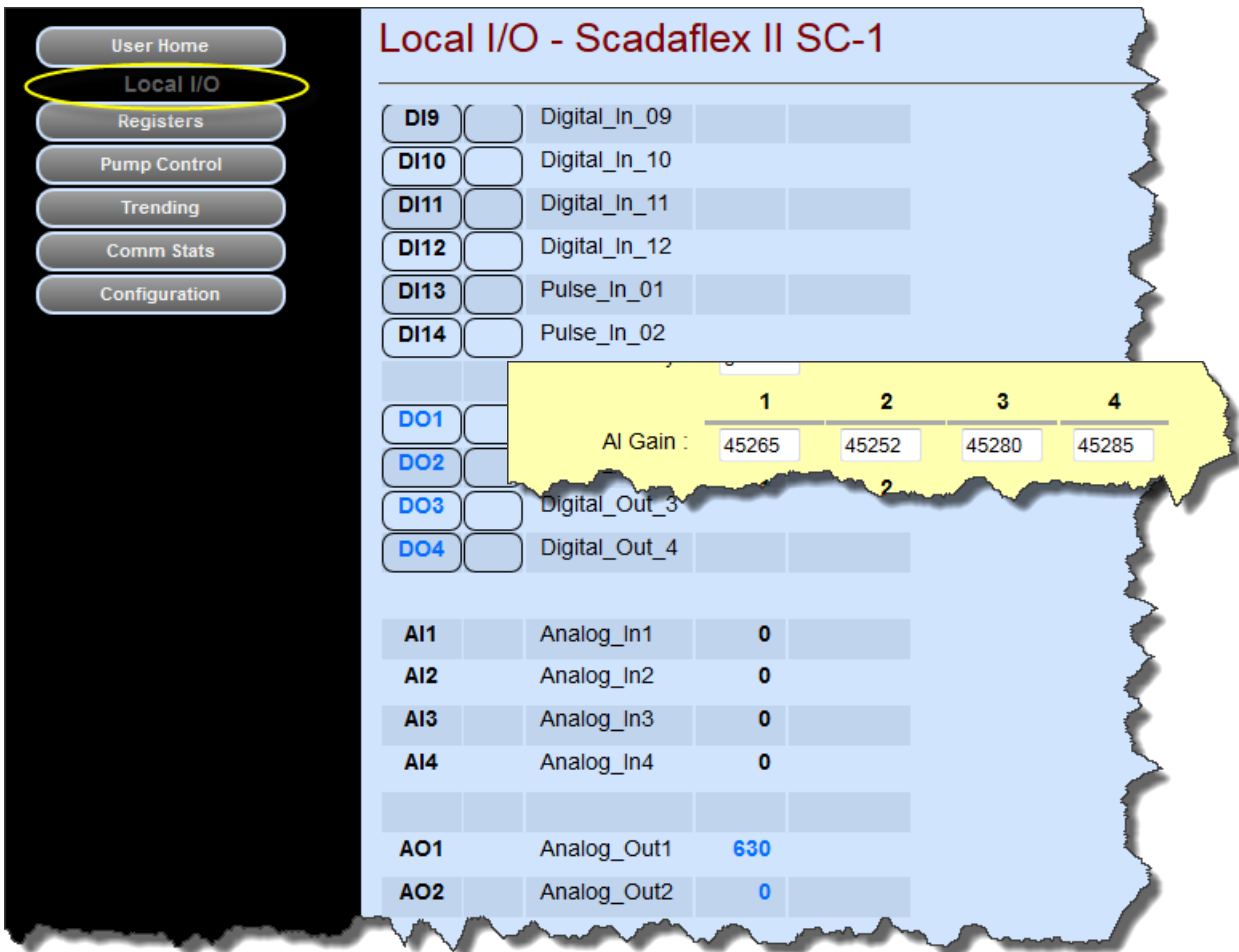 User Home
Local I/O
Registers
Pump Control
Trending
Comm Stats
Configuration
Local I/O - Scadaflex II SC-1
DI9 Digital_In_09
DI10 Digital_In_10
DI11 Digital_In_11
DI12 Digital_In_12
DI13 Pulse_In_01
DI14 Pulse_In_02
1 2 3 4
AI Gain : 45265 45252 45280 45285
DO1
DO2
DO3 Digital_Out_3
DO4 Digital_Out_4
AI1 Analog_In1 0
AI2 Analog_In2 0
AI3 Analog_In3 0
AI4 Analog_In4 0
AO1 Analog_Out1 630
AO2 Analog_Out2 0